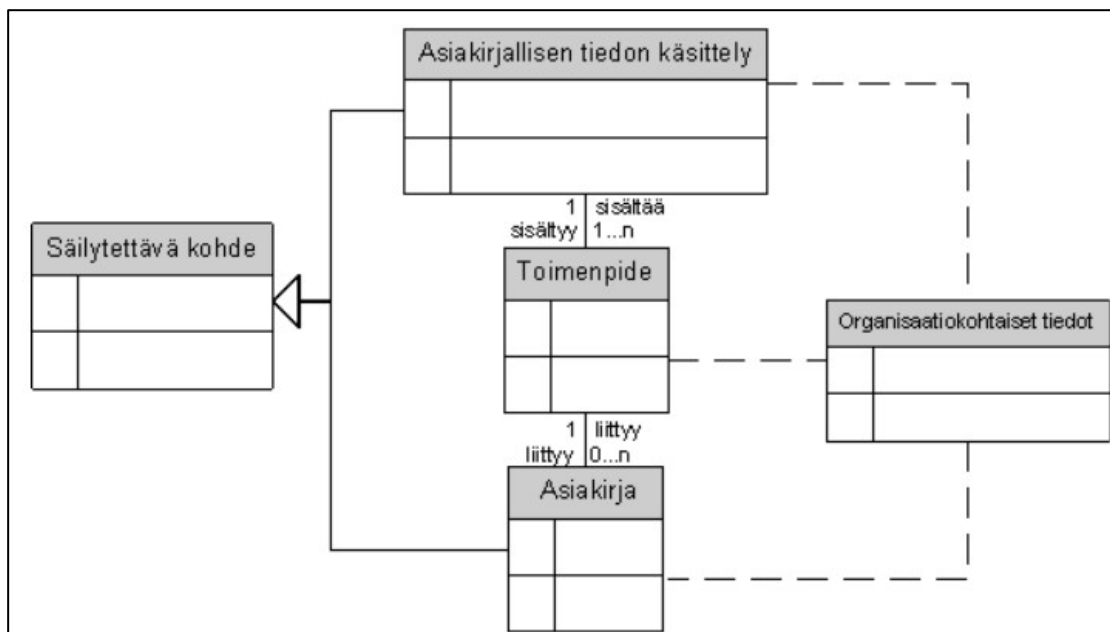 Asiakirjallisen tiedon käsittely
1 sisältää
sisältyy 1...n
Säilytettävä kohde
Toimenpide
Organisaatiokohtaiset tiedot
1 liittyy
liittyy 0...n
Asiakirja